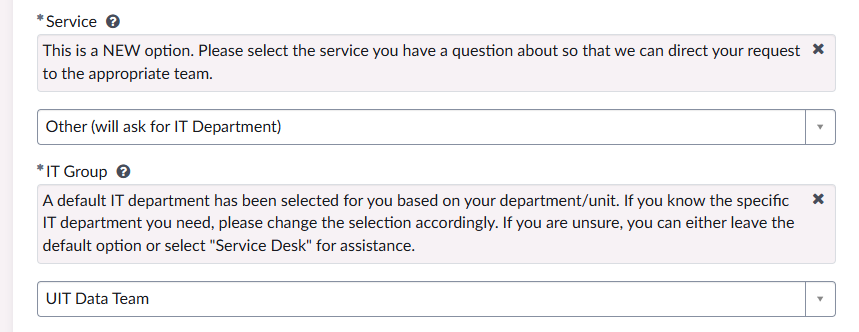 *Service ?
This is a NEW option. Please select the service you have a question about so that we can direct your request
to the appropriate team.
Other (will ask for IT Department)
*IT Group ?
A default IT department has been selected for you based on your department/unit. If you know the specific
IT department you need, please change the selection accordingly. If you are unsure, you can either leave the
default option or select "Service Desk" for assistance.
UIT Data Team